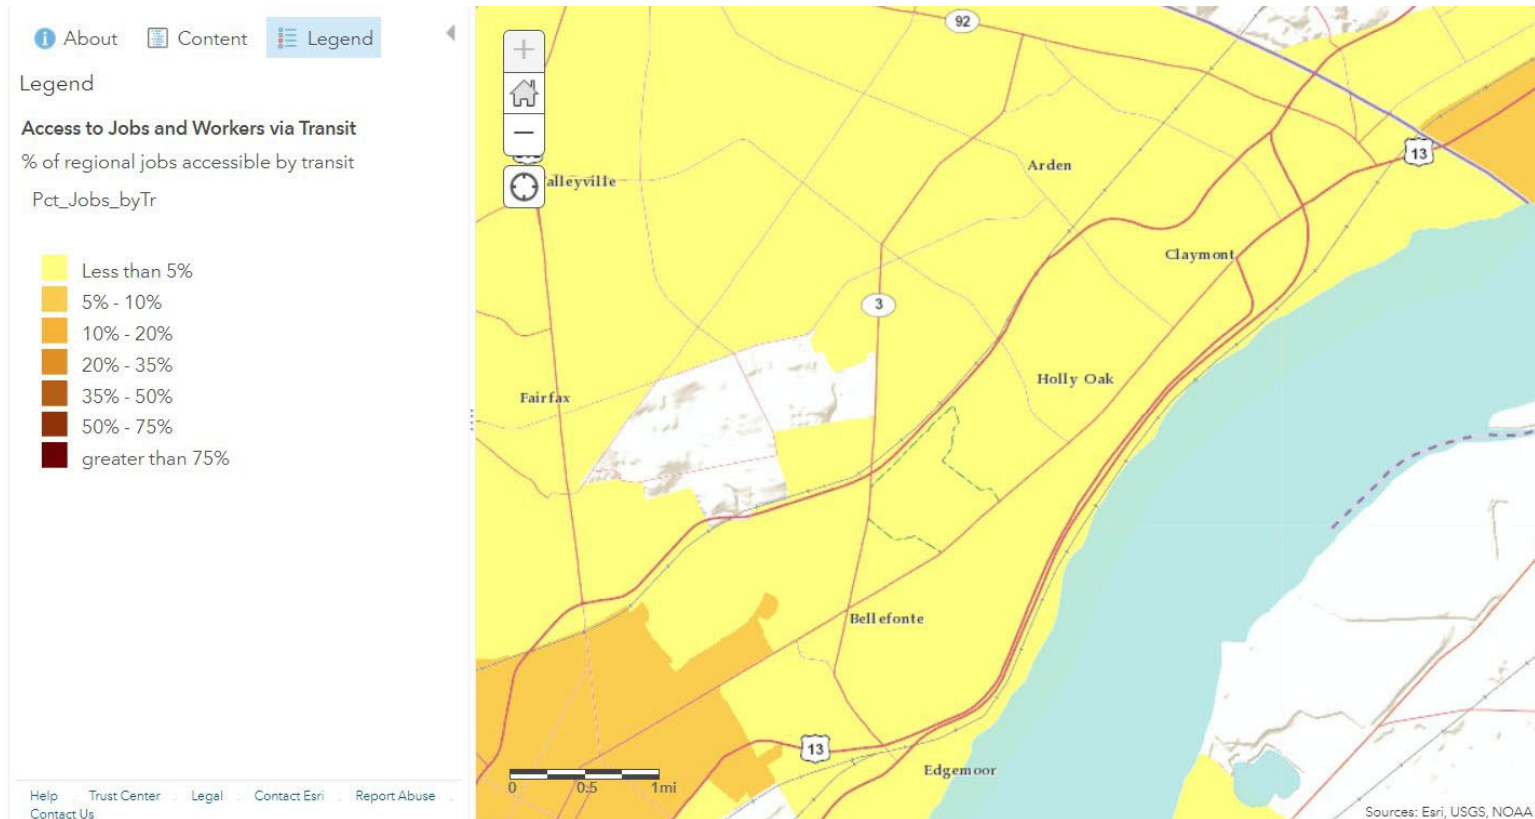 About
Content
Legend
Legend
Access to Jobs and Workers via Transit
% of regional jobs accessible by transit
Pct_Jobs_byTr
Less than 5%
5% - 10%
10% - 20%
20% - 35%
35% - 50%
50% - 75%
greater than 75%
Help . Trust Center . Legal . Contact Esri . Report Abuse .
Contact Us
92
13
Arden
alleyville
Claymont
3
Holly Oak
Fairfax
Bellefonte
13
Edgemoor
0 0.5 1mi
Sources: Esri, USGS, NOAA